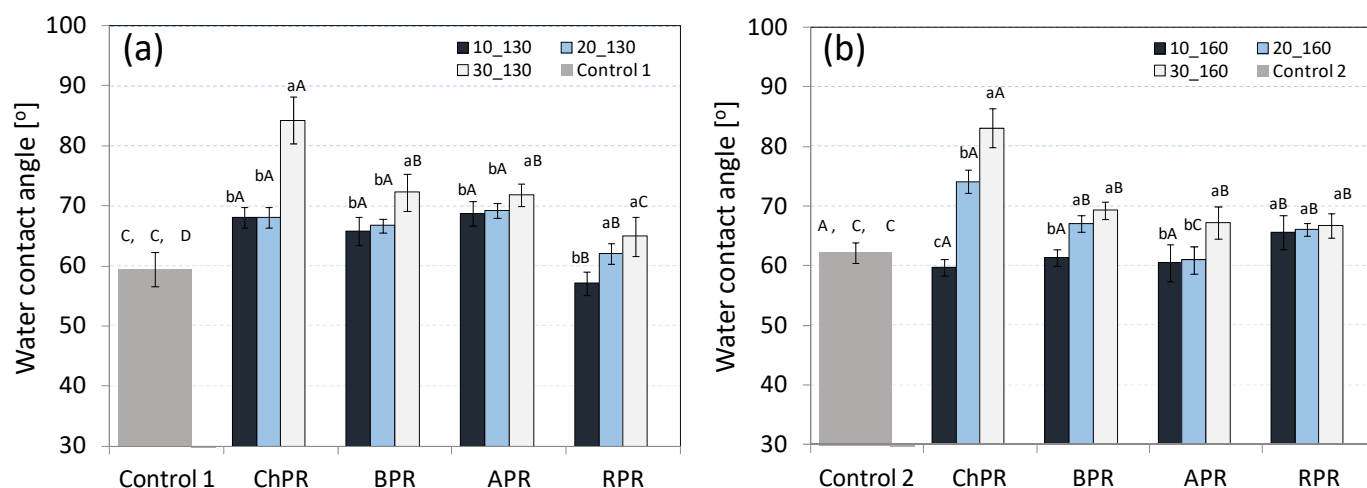 (a)
10_130 20_130
30_130 Control 1
Water contact angle [º]
100
90
80
70
60
50
40
30
C, C, D
bA bA aA
bA bA aB
bA bA aB
bB aB aC
Control 1 ChPR BPR APR RPR
(b)
10_160 20_160
30_160 Control 2
Water contact angle [º]
100
90
80
70
60
50
40
30
A, C, C
cA bA aA
bA aB aB
bA bC aB
aB aB aB
Control 2 ChPR BPR APR RPR